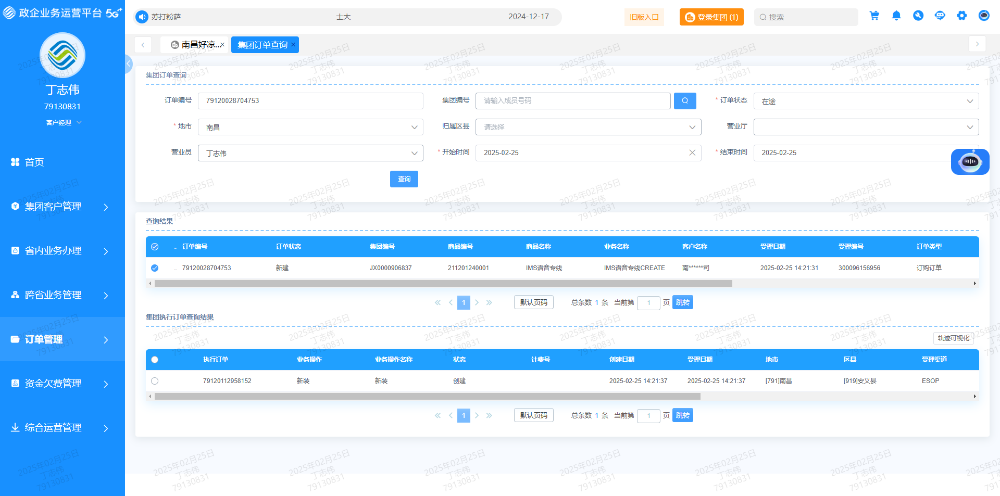 政企业务运营平台 5G++
苏打粉萨 士大 2024-12-17
旧版入口
登录集团 (1)
搜索
丁志伟
79130831
客户经理
首页
集团客户管理
省内业务办理
跨省业务管理
订单管理
资金欠费管理
综合运营管理
南昌好凉...×
集团订单查询 ×
集团订单查询
订单编号 79120028704753 集团编号 请输入成员号码 * 订单状态 在途
* 地市 南昌 归属区县 请选择 营业厅
营业员 丁志伟 * 开始时间 2025-02-25 * 结束时间 2025-02-25
查询
查询结果
.. 订单编号 订单状态 集团编号 商品编号 商品名称 业务名称 客户名称 受理日期 受理编号 订单类型
.. 79120028704753 新建 JX0000906837 211201240001 IMS语音专线 IMS语音专线CREATE 南******司 2025-02-25 14:21:31 300096156956 订购订单
1 默认页码 总条数 1 条 当前第 1 页 跳转
集团执行订单查询结果
轨迹可视化
执行订单 业务操作 业务操作名称 状态 计费号 创建日期 受理日期 地市 区县 受理渠道
79120112958152 新装 新装 创建 2025-02-25 14:21:37 2025-02-25 14:21:37 [791]南昌 [919]安义县 ESOP
1 默认页码 总条数 1 条 当前第 1 页 跳转
2025年02月25日
丁志伟
79130831